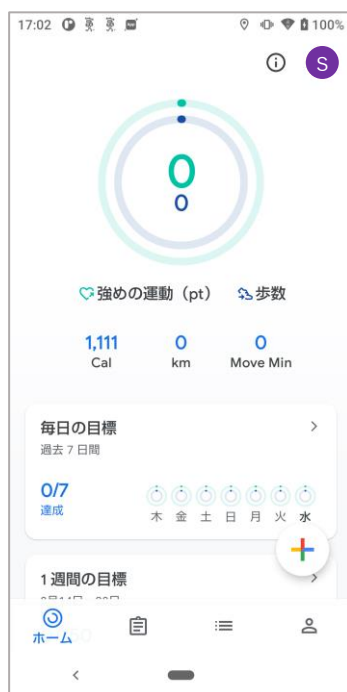 17:02 100%
S
0
0
強めの運動（pt） 歩数
1,111 0 0
Cal km Move Min
毎日の目標
過去 7 日間
0/7
達成
木 金 土 日 月 火 水
1 週間の目標
ホーム